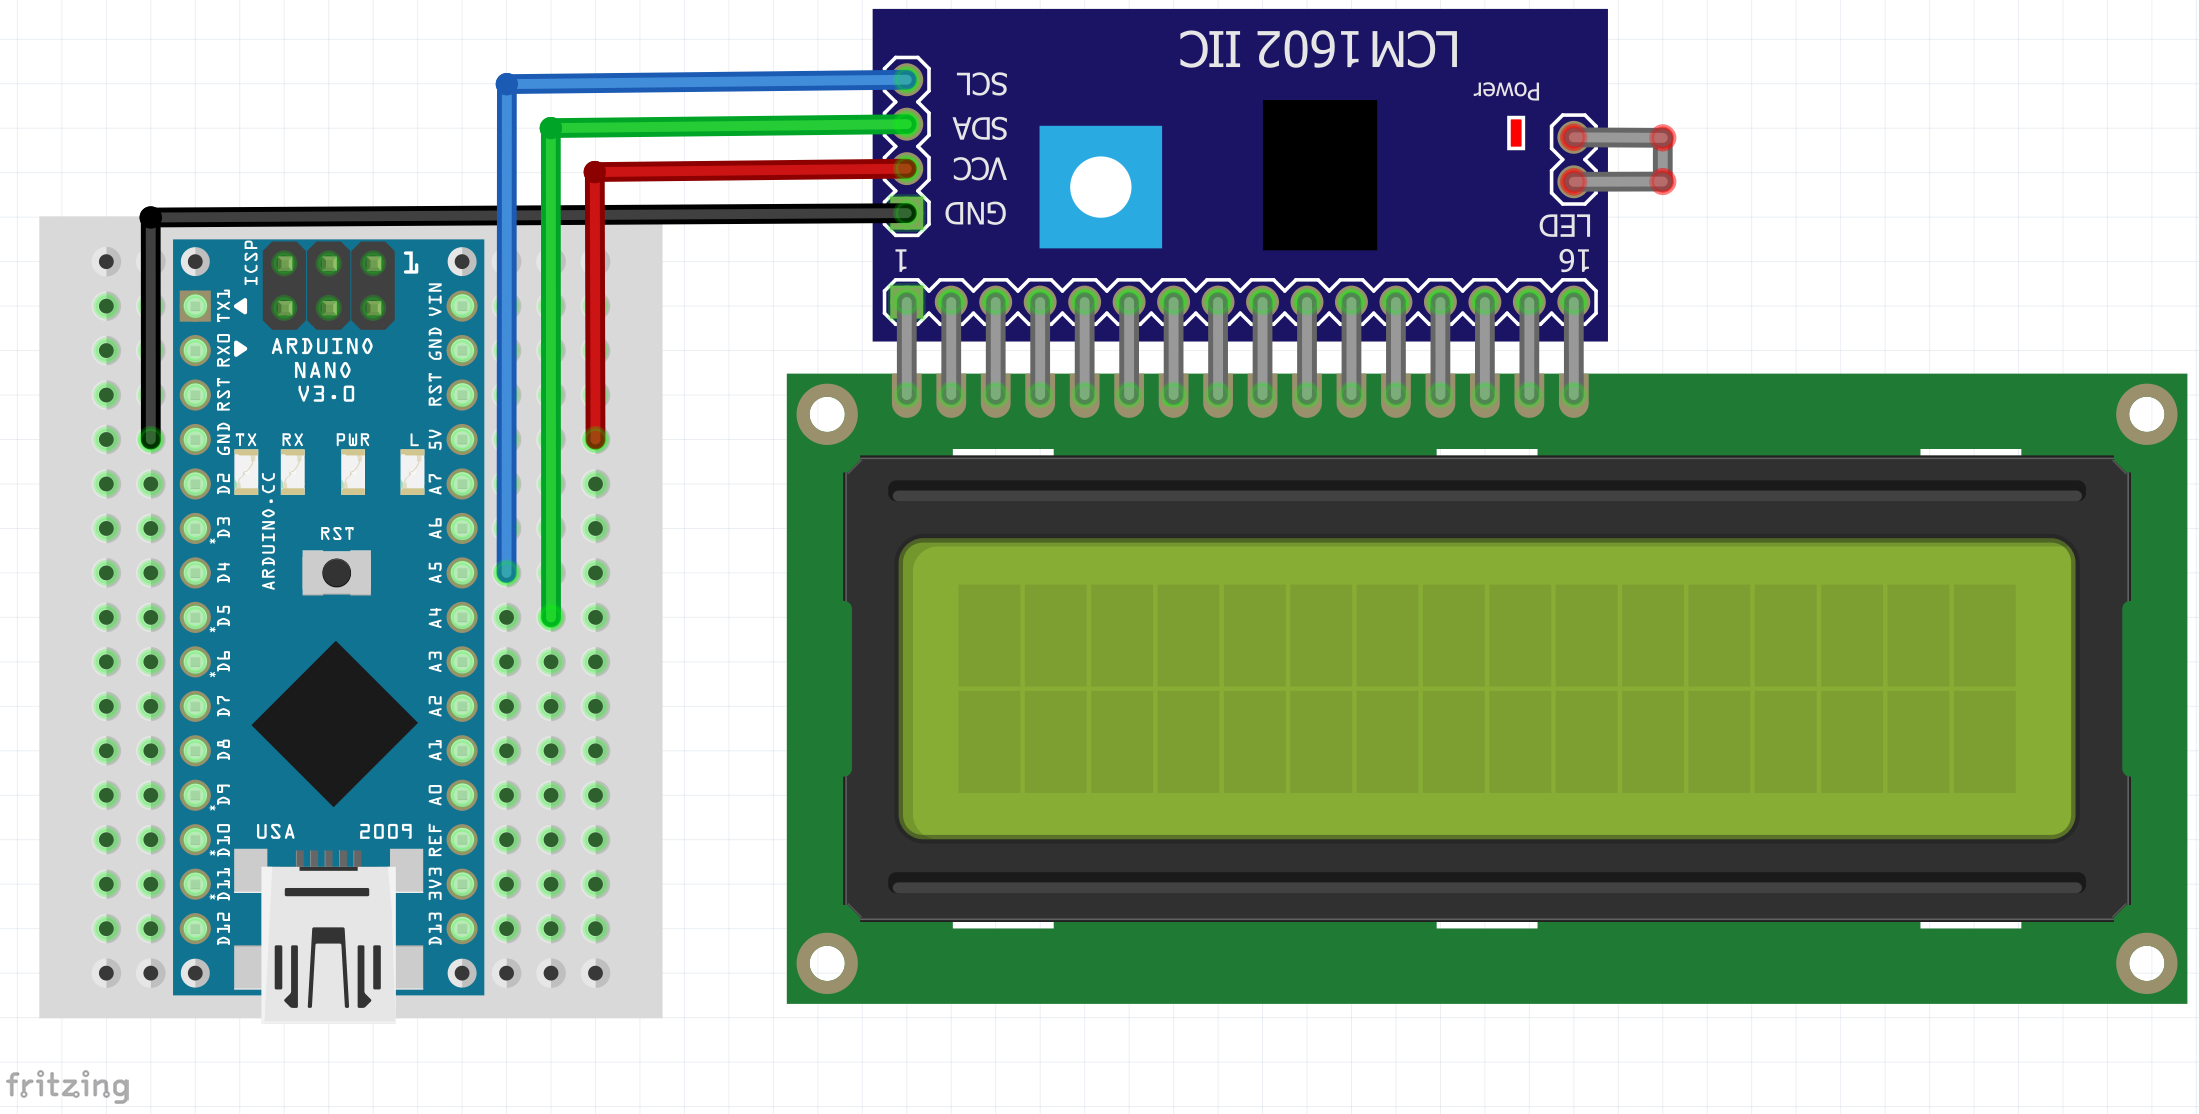 LCM1602 IIC
SCL
SDA
VCC
GND
Power
LED
1
16
ICSP
1
TX1
RX0
RST
GND
D2
*D3
D4
*D5
*D6
D7
D8
*D9
*D10
*D11
D12
VIN
GND
RST
5V
A7
A6
A5
A4
A3
A2
A1
A0
REF
3V3
D13
ARDUINO
NANO
V3.0
TX RX PWR L
ARDUINO.CC
RST
USA 2009
fritzing